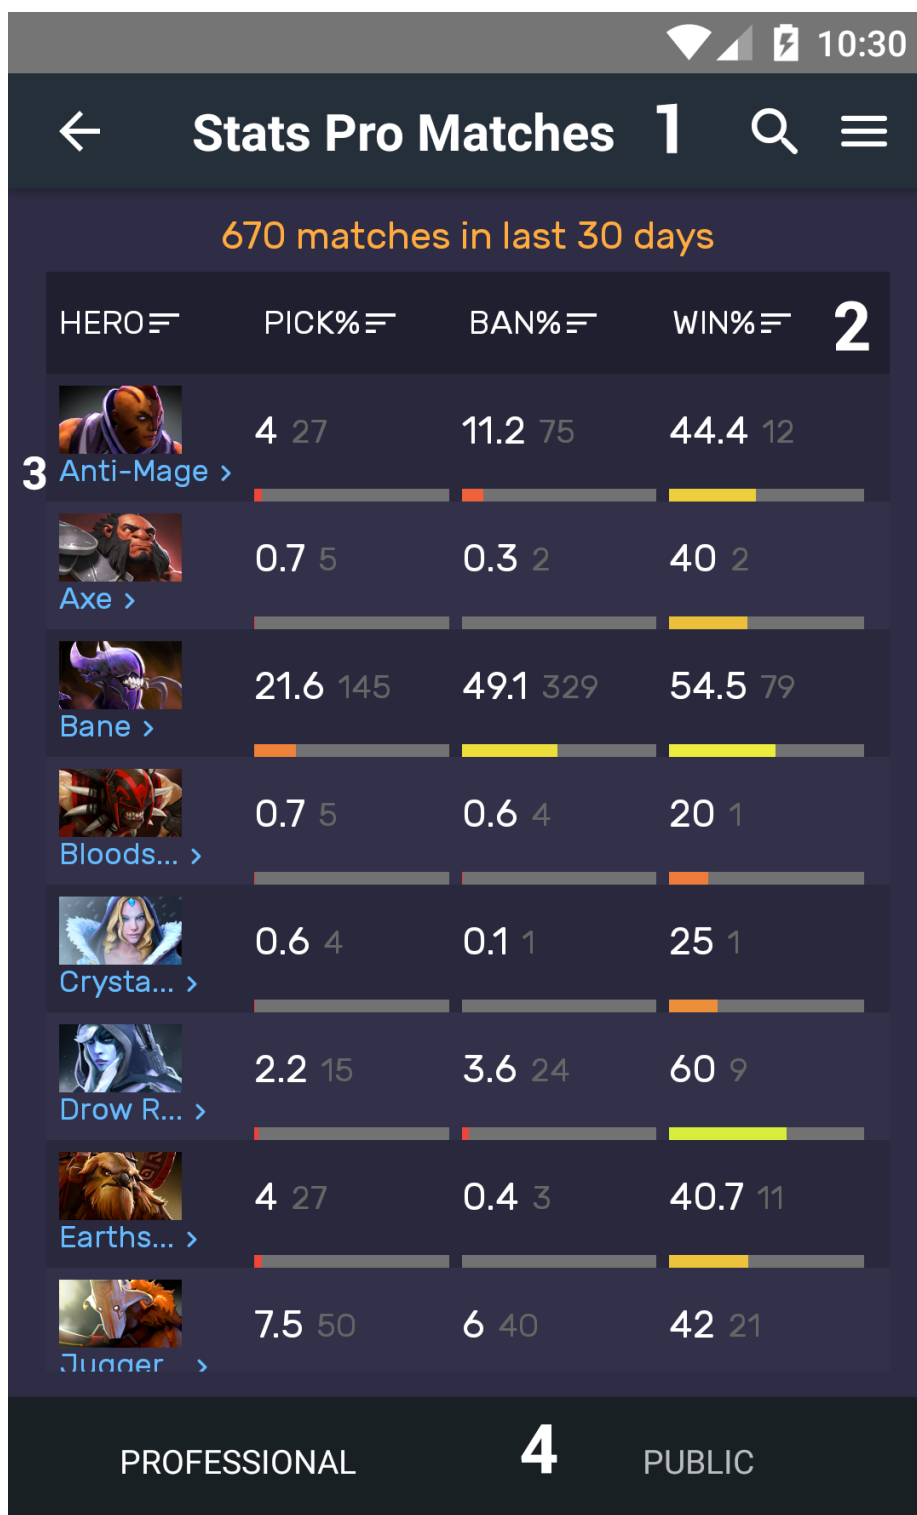 10:30
Stats Pro Matches 1
670 matches in last 30 days
HERO PICK% BAN% WIN% 2
4 27 11.2 75 44.4 12
3 Anti-Mage >
0.7 5 0.3 2 40 2
Axe >
21.6 145 49.1 329 54.5 79
Bane >
0.7 5 0.6 4 20 1
Bloods... >
0.6 4 0.1 1 25 1
Crysta... >
2.2 15 3.6 24 60 9
Drow R... >
4 27 0.4 3 40.7 11
Earths... >
7.5 50 6 40 42 21
Jugger >
PROFESSIONAL 4 PUBLIC